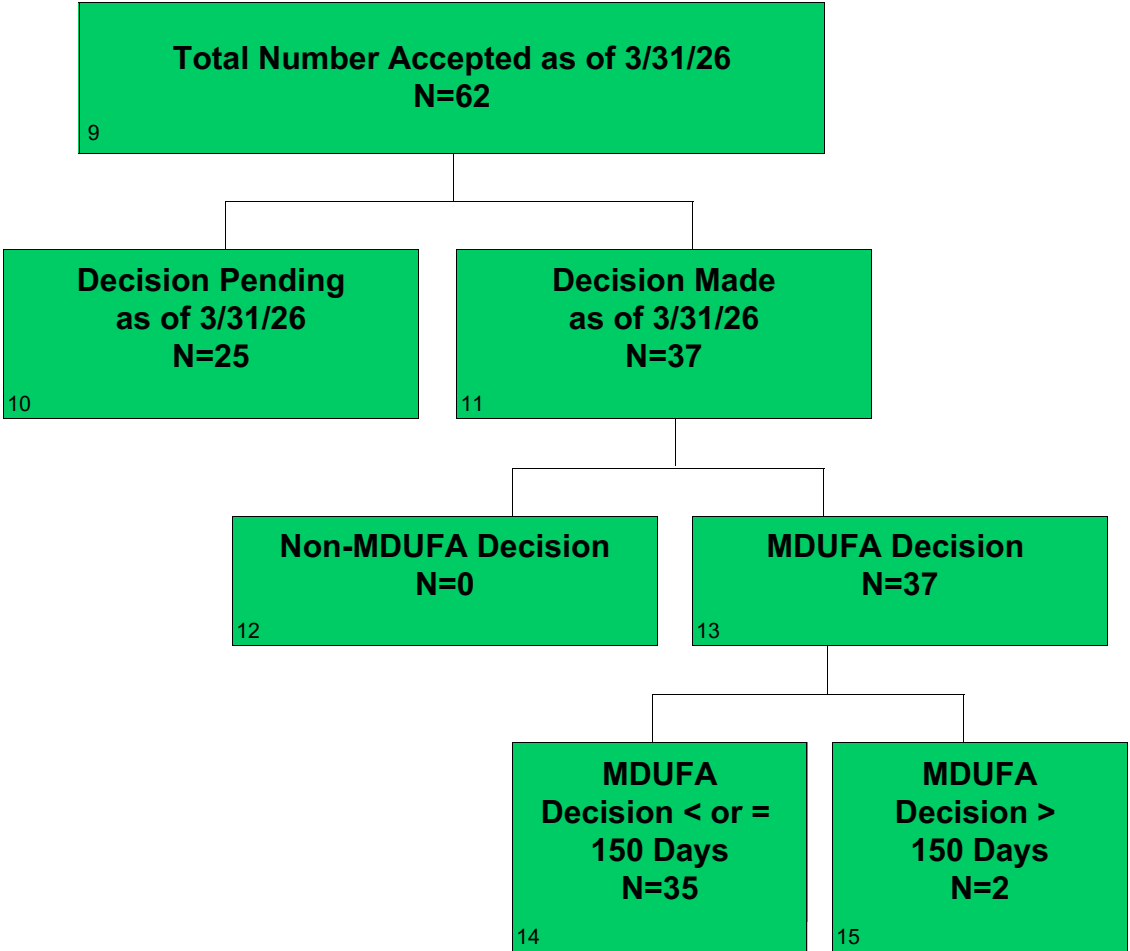 Total Number Accepted as of 3/31/26
N=62
9
Decision Pending
as of 3/31/26
N=25
10
Decision Made
as of 3/31/26
N=37
11
Non-MDUFA Decision
N=0
12
MDUFA Decision
N=37
13
MDUFA
Decision < or =
150 Days
N=35
14
MDUFA
Decision >
150 Days
N=2
15